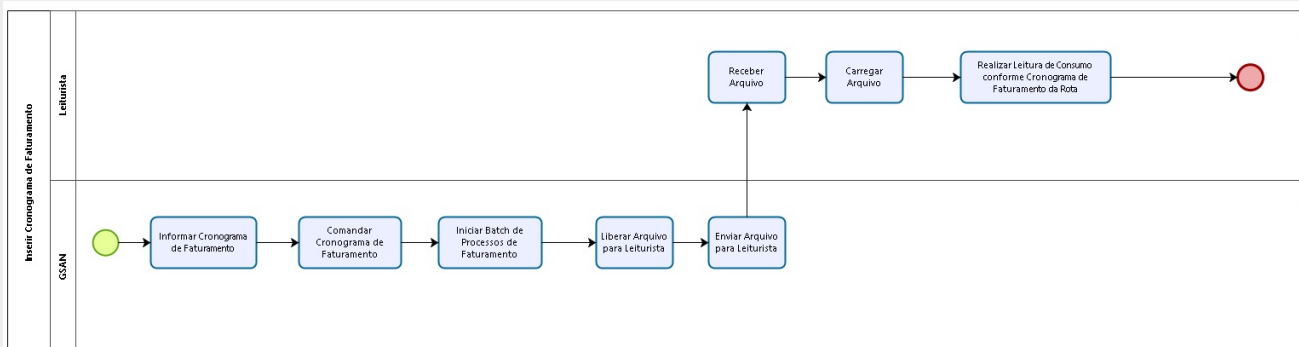 Inserir Cronograma de Faturamento
Leiturista
Receber
Arquivo
Carregar
Arquivo
Realizar Leitura de Consumo
conforme Cronograma de
Faturamento da Rota
GSAN
Informar Cronograma
de Faturamento
Comandar
Cronograma de
Faturamento
Iniciar Batch de
Processos de
Faturamento
Liberar Arquivo
para Leiturista
Enviar Arquivo
para Leiturista